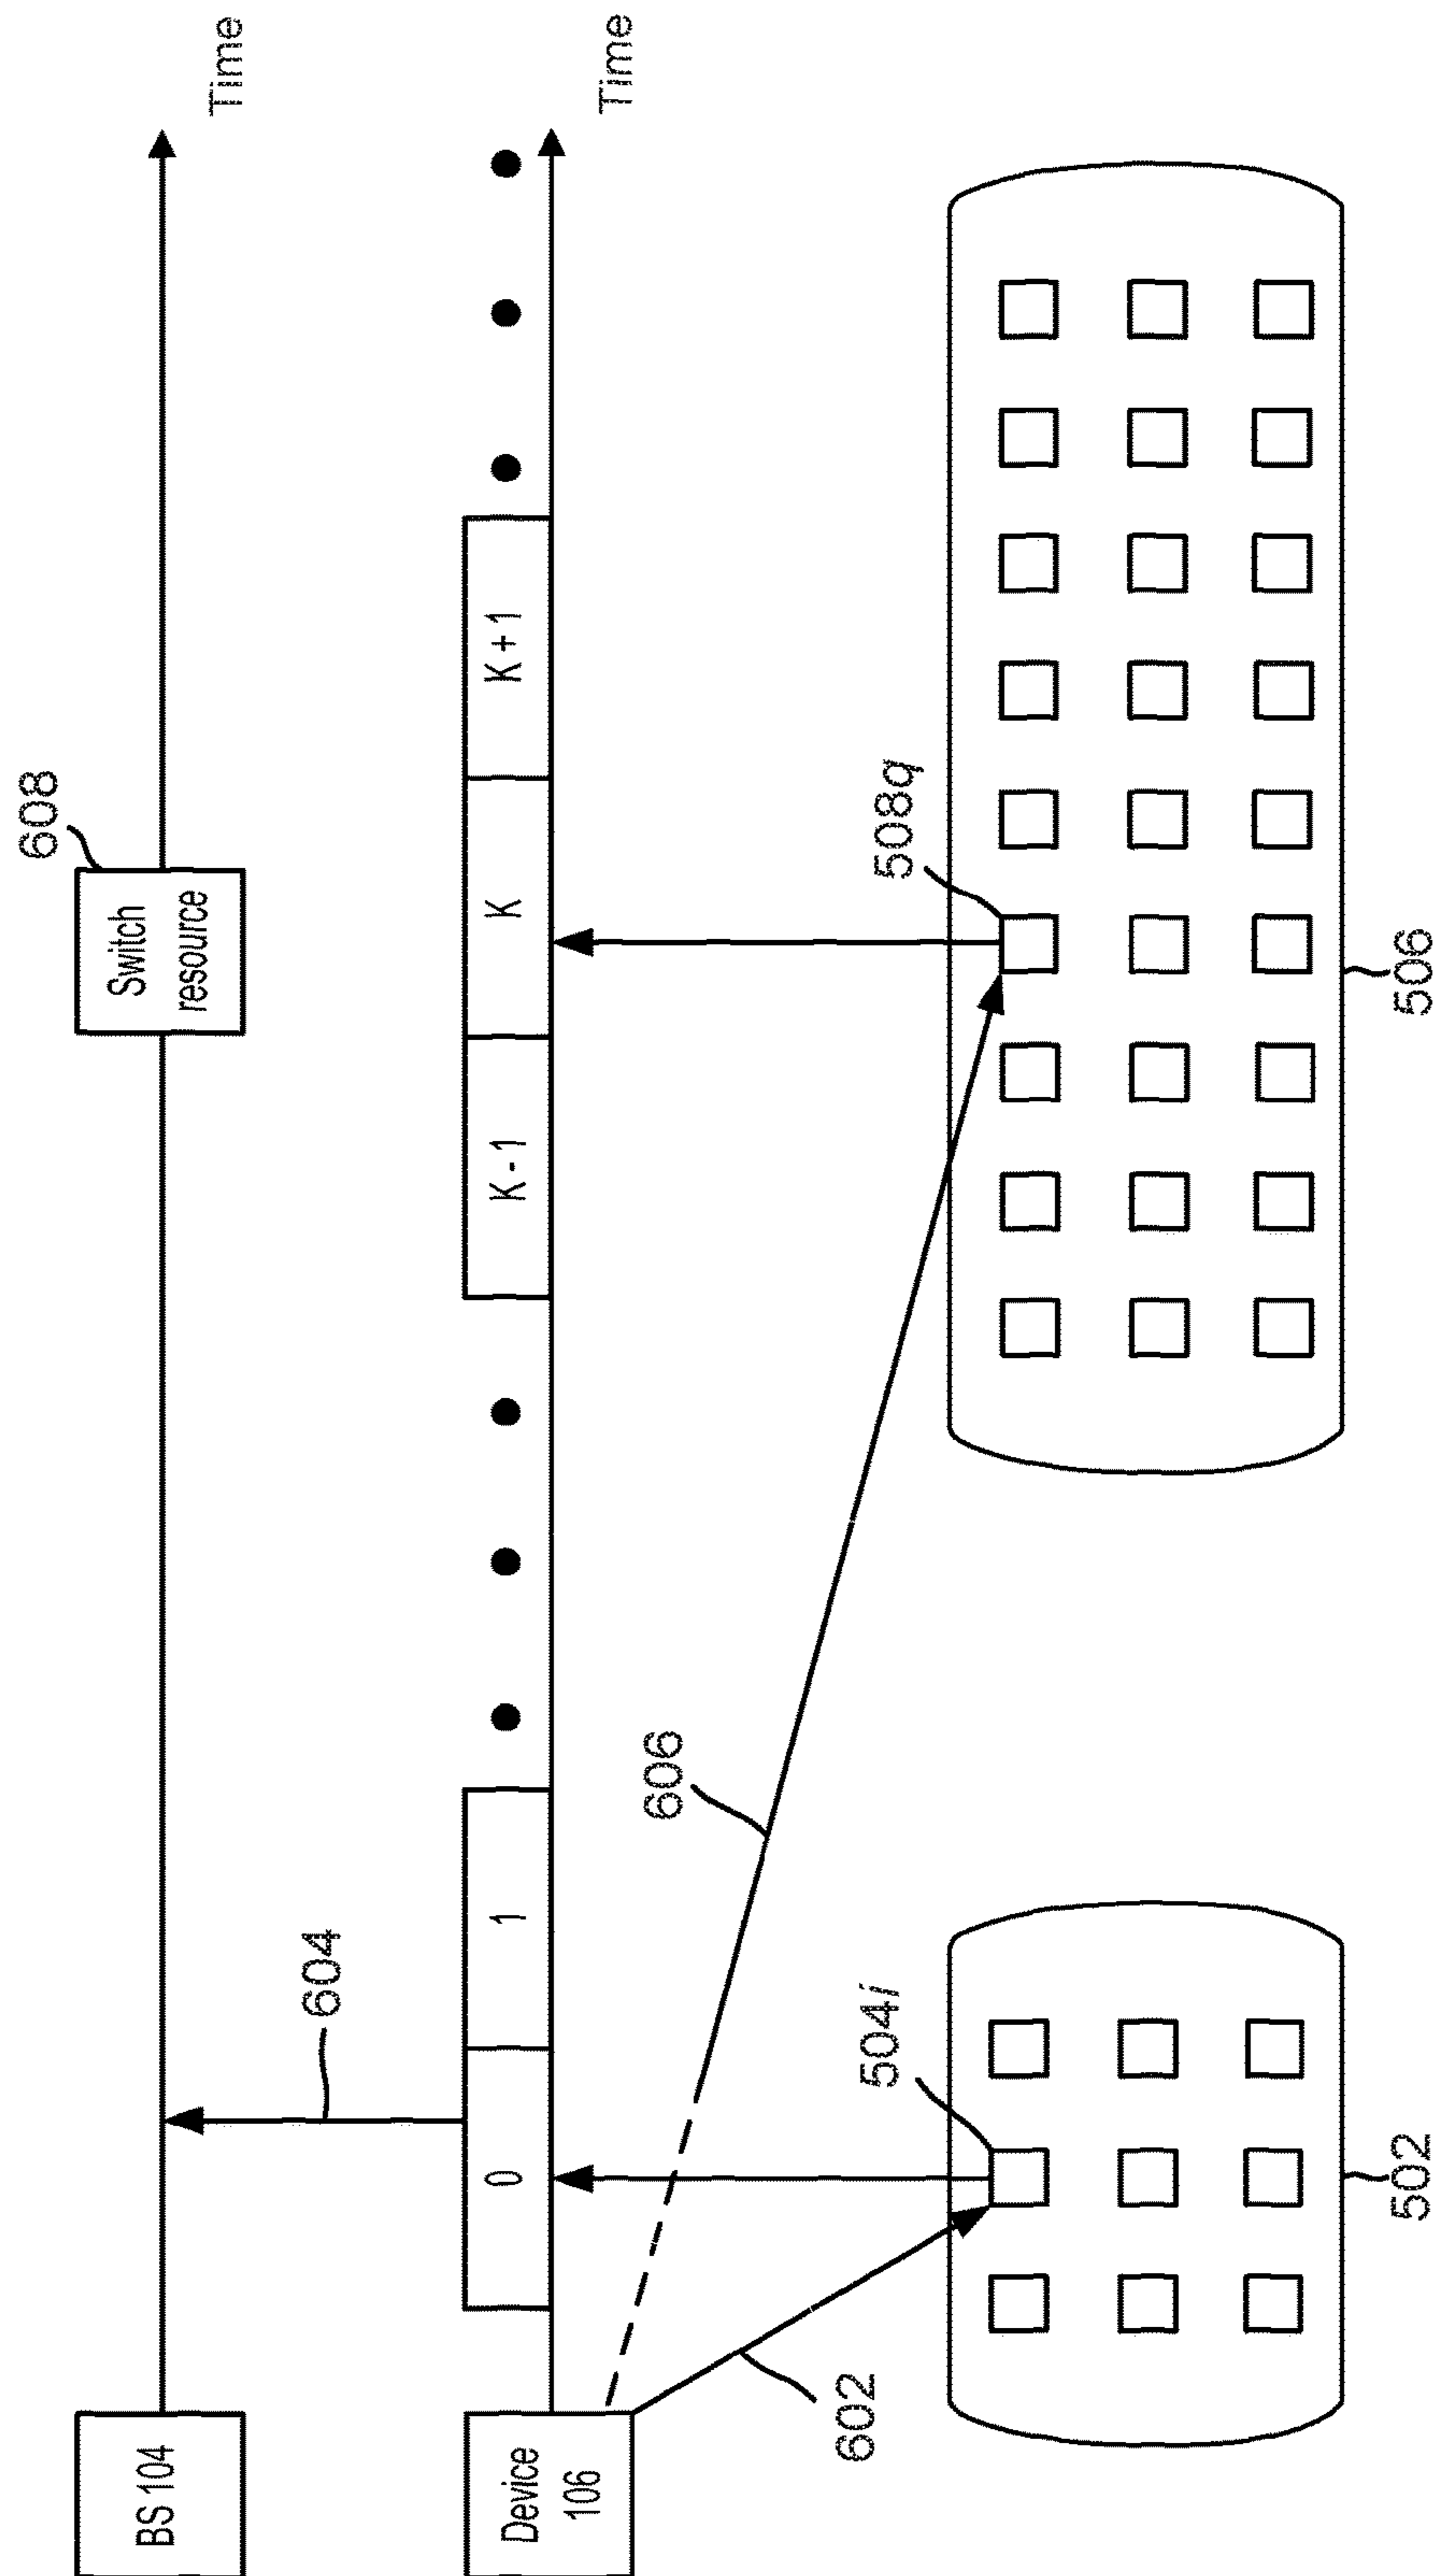 BS 104
604
Switch
resource
608
Time
Device
106
0
1
K - 1
K
K + 1
Time
602
606
504i
508q
502
506